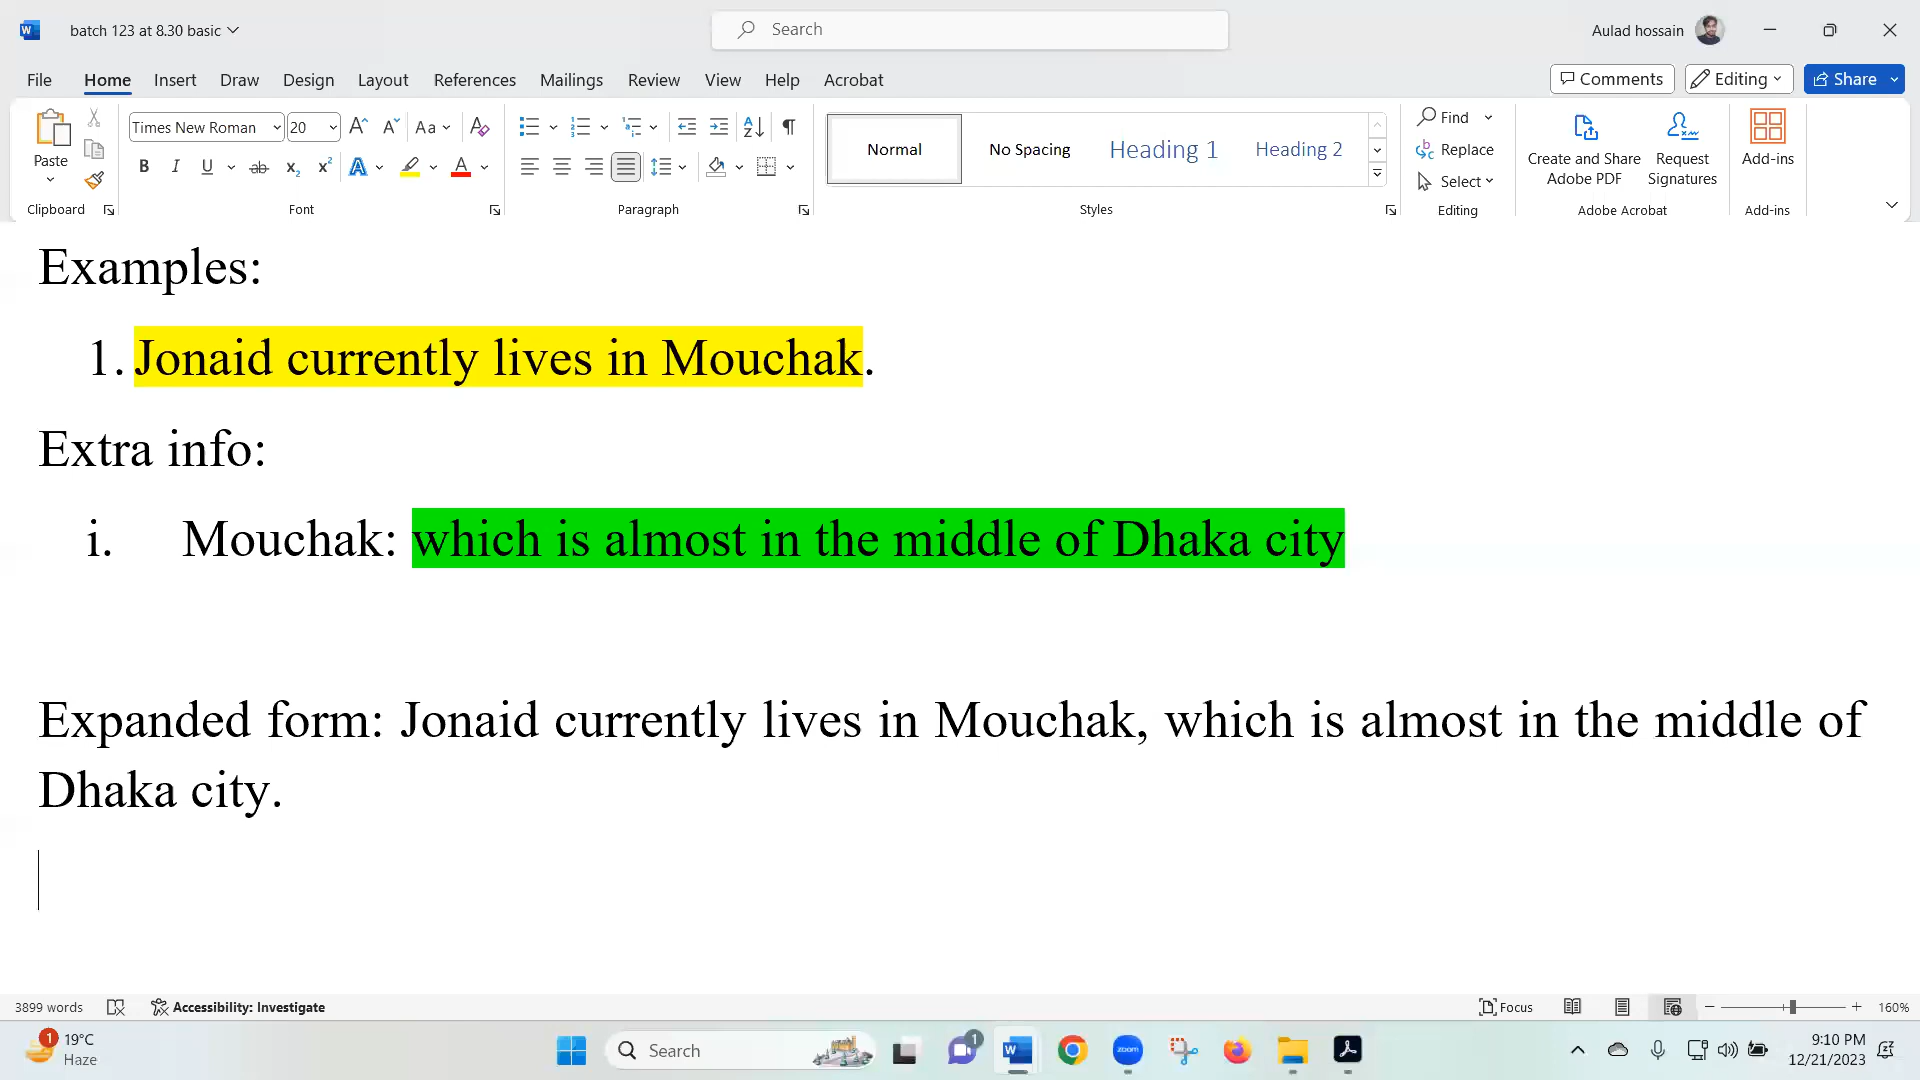 batch 123 at 8.30 basic
Search
Aulad hossain
File Home Insert Draw Design Layout References Mailings Review View Help Acrobat
Comments Editing Share
Paste
Times New Roman 20
Aa
Normal No Spacing Heading 1 Heading 2
Find
Replace
Select
Create and Share Adobe PDF
Request Signatures
Add-ins
Clipboard Font Paragraph Styles Editing Adobe Acrobat Add-ins
Examples:
1. Jonaid currently lives in Mouchak.
Extra info:
i. Mouchak: which is almost in the middle of Dhaka city
Expanded form: Jonaid currently lives in Mouchak, which is almost in the middle of
Dhaka city.
3899 words Accessibility: Investigate Focus 160%
1 19°C
Haze
Search
1
zoom
9:10 PM
12/21/2023